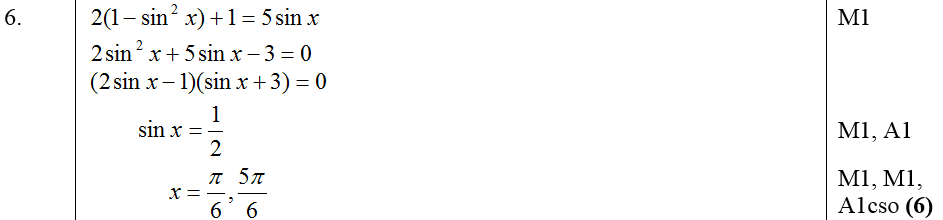 6. 2(1 − sin² x) + 1 = 5 sin x M1
2 sin² x + 5 sin x − 3 = 0
(2 sin x − 1)(sin x + 3) = 0
sin x = 1/2 M1, A1
x = π/6, 5π/6 M1, M1,
A1cso (6)